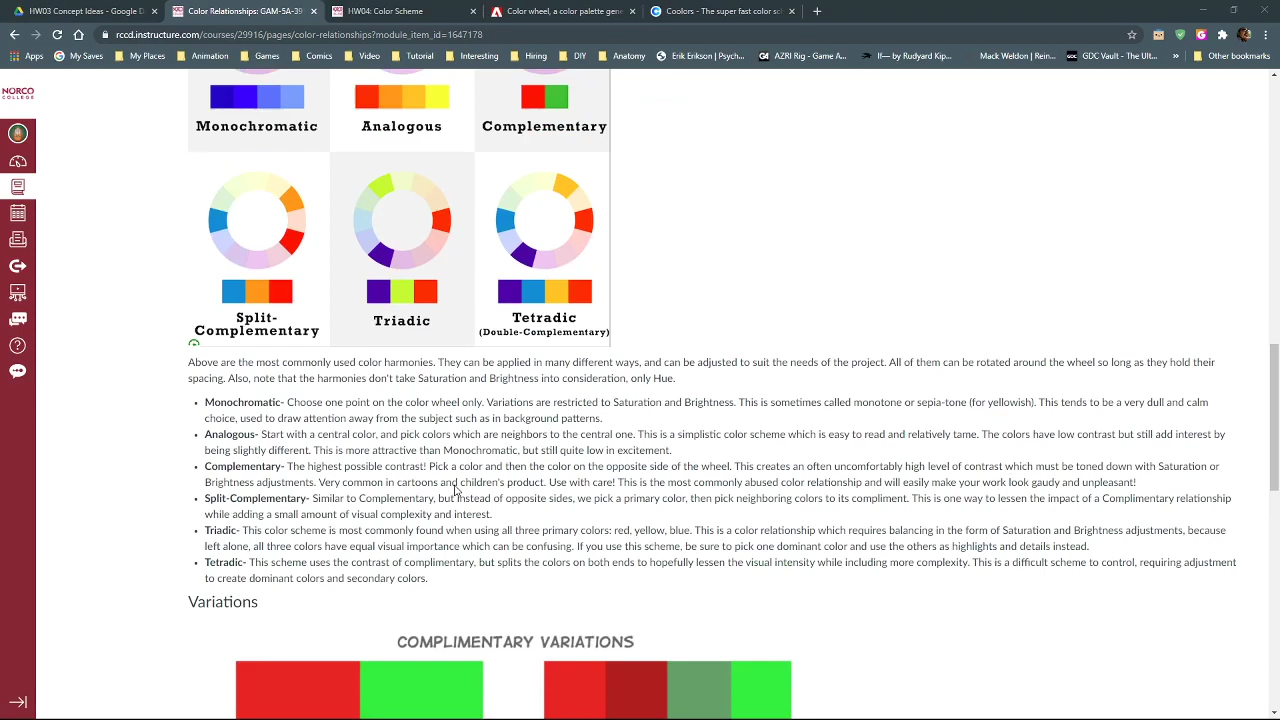 HW03 Concept Ideas - Google D
Color Relationships: GAM-5A-39
HW04: Color Scheme
Color wheel, a color palette gene
Coolors - The super fast color sc
rccd.instructure.com/courses/29916/pages/color-relationships?module_item_id=1647178
Apps
My Saves
My Places
Animation
Games
Comics
Video
Tutorial
Interesting
Hiring
DIY
Anatomy
Erik Erikson | Psych...
AZRI Rig - Game A...
If— by Rudyard Kip...
Mack Weldon | Rein...
GDC Vault - The Ult...
»
Other bookmarks
NORCO
COLLEGE
Monochromatic
Analogous
Complementary
Split-
Complementary
Triadic
Tetradic
(Double-Complementary)
Above are the most commonly used color harmonies. They can be applied in many different ways, and can be adjusted to suit the needs of the project. All of them can be rotated around the wheel so long as they hold their
spacing. Also, note that the harmonies don't take Saturation and Brightness into consideration, only Hue.
• Monochromatic- Choose one point on the color wheel only. Variations are restricted to Saturation and Brightness. This is sometimes called monotone or sepia-tone (for yellowish). This tends to be a very dull and calm
choice, used to draw attention away from the subject such as in background patterns.
• Analogous- Start with a central color, and pick colors which are neighbors to the central one. This is a simplistic color scheme which is easy to read and relatively tame. The colors have low contrast but still add interest by
being slightly different. This is more attractive than Monochromatic, but still quite low in excitement.
• Complementary- The highest possible contrast! Pick a color and then the color on the opposite side of the wheel. This creates an often uncomfortably high level of contrast which must be toned down with Saturation or
Brightness adjustments. Very common in cartoons and children's product. Use with care! This is the most commonly abused color relationship and will easily make your work look gaudy and unpleasant!
• Split-Complementary- Similar to Complementary, but instead of opposite sides, we pick a primary color, then pick neighboring colors to its compliment. This is one way to lessen the impact of a Complimentary relationship
while adding a small amount of visual complexity and interest.
• Triadic- This color scheme is most commonly found when using all three primary colors: red, yellow, blue. This is a color relationship which requires balancing in the form of Saturation and Brightness adjustments, because
left alone, all three colors have equal visual importance which can be confusing. If you use this scheme, be sure to pick one dominant color and use the others as highlights and details instead.
• Tetradic- This scheme uses the contrast of complimentary, but splits the colors on both ends to hopefully lessen the visual intensity while including more complexity. This is a difficult scheme to control, requiring adjustment
to create dominant colors and secondary colors.
Variations
COMPLIMENTARY VARIATIONS